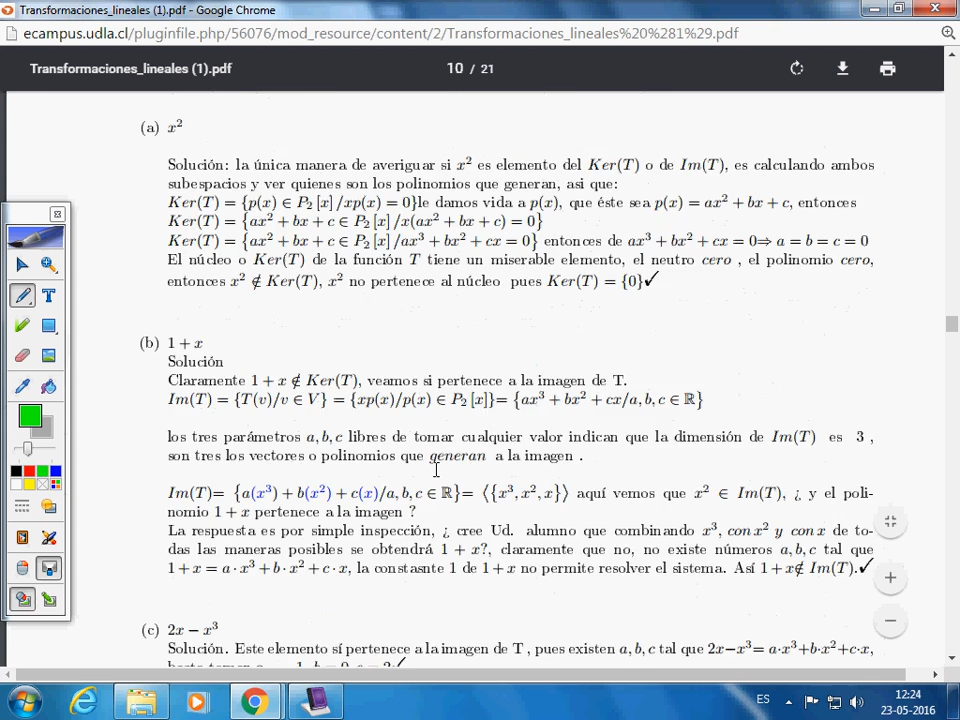 Transformaciones_lineales (1).pdf - Google Chrome
ecampus.udla.cl/pluginfile.php/56076/mod_resource/content/2/Transformaciones_lineales%20%281%29.pdf
Transformaciones_lineales (1).pdf 10 / 21
(a) x²
Solución: la única manera de averiguar si x² es elemento del Ker(T) o de Im(T), es calculando ambos
subespacios y ver quienes son los polinomios que generan, asi que:
Ker(T) = {p(x) ∈ P₂ [x] /xp(x) = 0}le damos vida a p(x), que éste sea p(x) = ax² + bx + c, entonces
Ker(T) = {ax² + bx + c ∈ P₂ [x] /x(ax² + bx + c) = 0}
Ker(T) = {ax² + bx + c ∈ P₂ [x] /ax³ + bx² + cx = 0} entonces de ax³ + bx² + cx = 0⇒ a = b = c = 0
El núcleo o Ker(T) de la función T tiene un miserable elemento, el neutro cero , el polinomio cero,
entonces x² ∉ Ker(T), x² no pertenece al núcleo pues Ker(T) = {0}✓
(b) 1 + x
Solución
Claramente 1 + x ∉ Ker(T), veamos si pertenece a la imagen de T.
Im(T) = {T(v)/v ∈ V} = {xp(x)/p(x) ∈ P₂ [x]}= {ax³ + bx² + cx/a, b, c ∈ ℝ}
los tres parámetros a, b, c libres de tomar cualquier valor indican que la dimensión de Im(T) es 3 ,
son tres los vectores o polinomios que generan a la imagen .
Im(T)= {a(x³) + b(x²) + c(x)/a, b, c ∈ ℝ}= ⟨{x³, x², x}⟩ aquí vemos que x² ∈ Im(T), ¿ y el poli-
nomio 1 + x pertenece a la imagen ?
La respuesta es por simple inspección, ¿ cree Ud. alumno que combinando x³, con x² y con x de to-
das las maneras posibles se obtendrá 1 + x?, claramente que no, no existe números a, b, c tal que
1 + x = a · x³ + b · x² + c · x, la constasnte 1 de 1 + x no permite resolver el sistema. Así 1 + x∉ Im(T).✓
(c) 2x − x³
Solución. Este elemento sí pertenece a la imagen de T , pues existen a, b, c tal que 2x−x³= a·x³+b·x²+c·x,
ES
12:24
23-05-2016